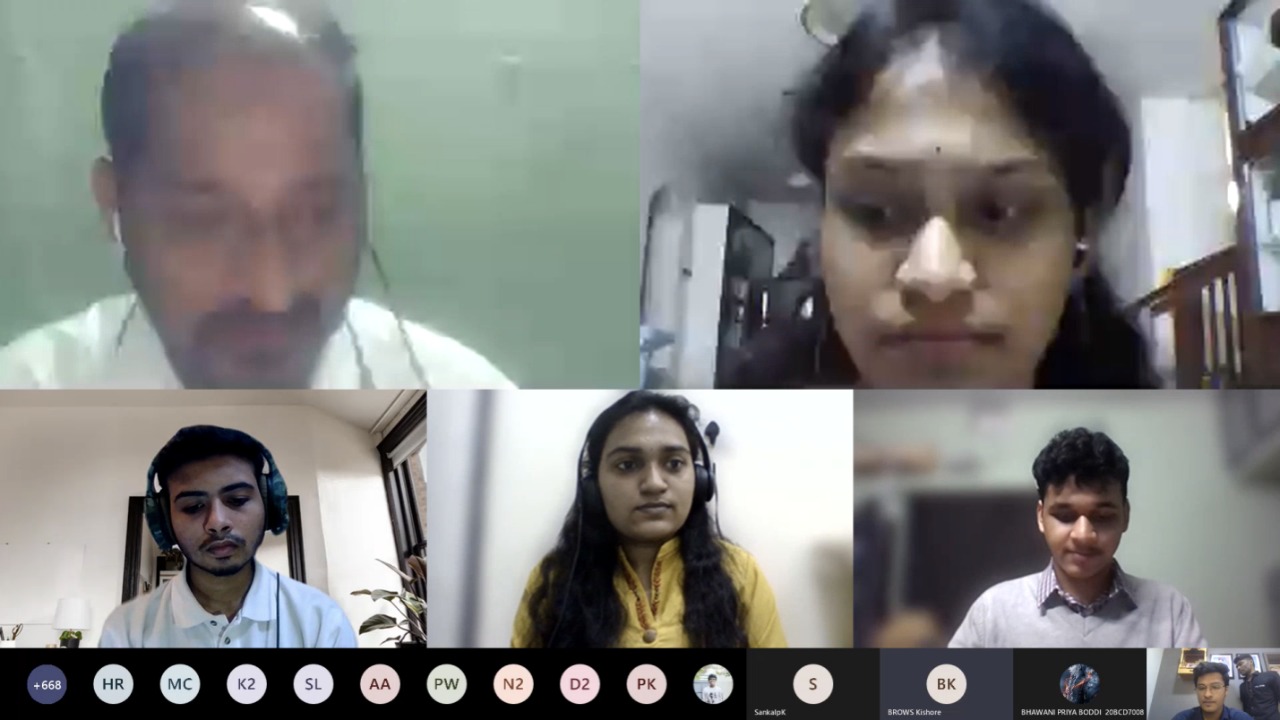 +668
HR
MC
K2
SL
AA
PW
N2
D2
PK
S
SankalpK
BK
BROWS Kishore
BHAWANI PRIYA BODDI 20BCD7008